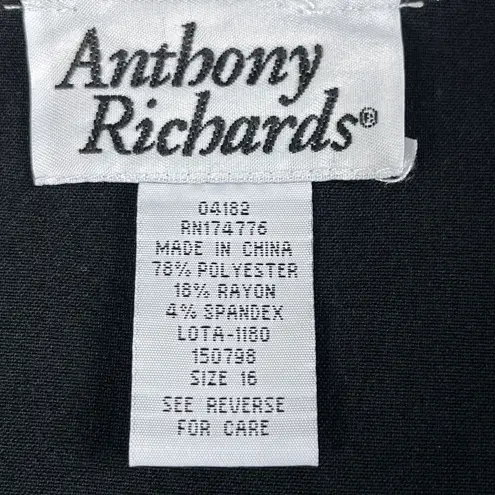 Anthony
Richards®
04182
RN174776
MADE IN CHINA
78% POLYESTER
18% RAYON
4% SPANDEX
LOTA-1180
150798
SIZE 16
SEE REVERSE
FOR CARE